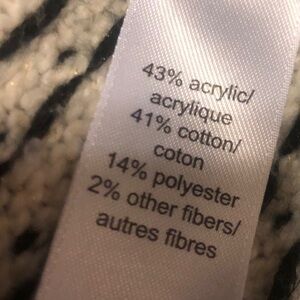 43% acrylic/
acrylique
41% cotton/
coton
14% polyester
2% other fibers/
autres fibres